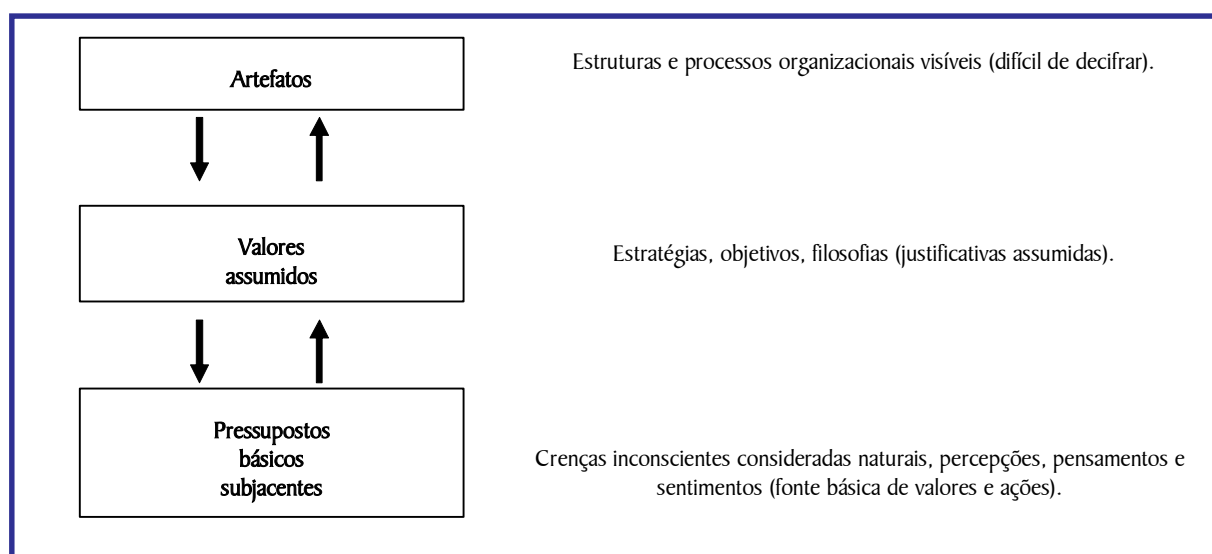 Artefatos
Estruturas e processos organizacionais visíveis (difícil de decifrar).
Valores
assumidos
Estratégias, objetivos, filosofias (justificativas assumidas).
Pressupostos
básicos
subjacentes
Crenças inconscientes consideradas naturais, percepções, pensamentos e
sentimentos (fonte básica de valores e ações).